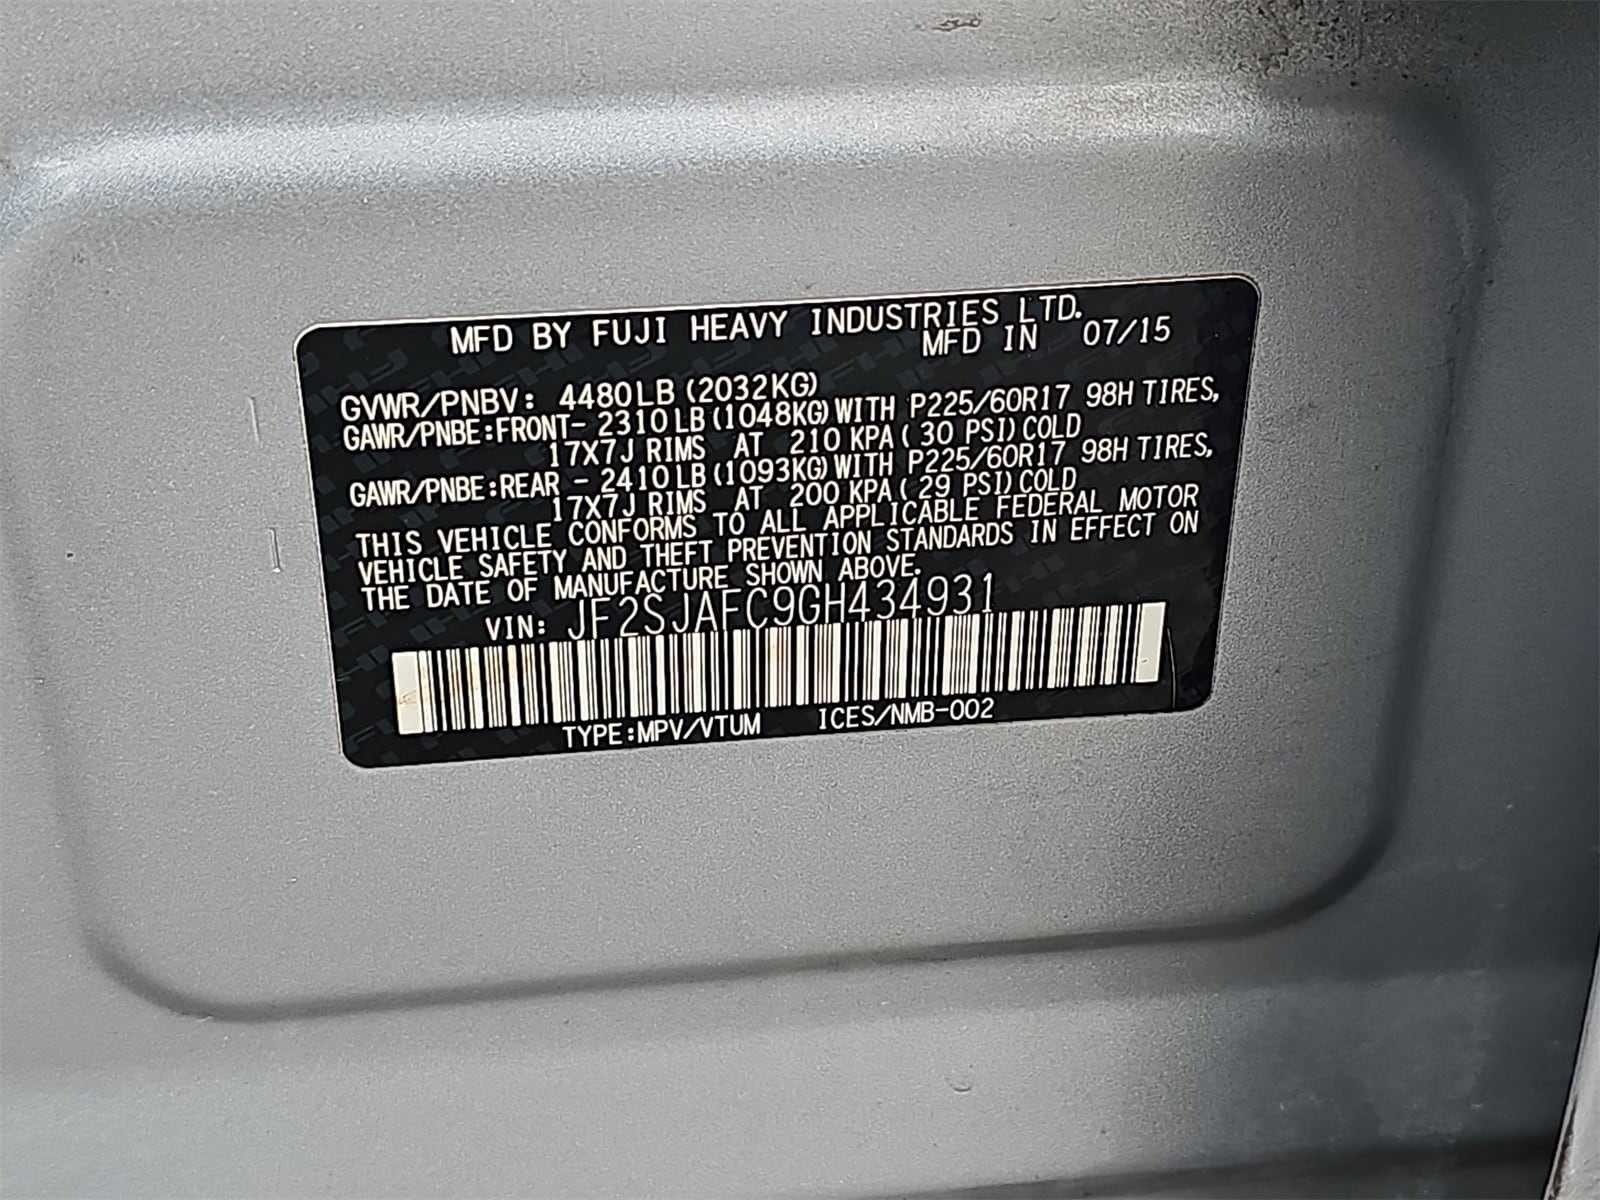 MFD BY FUJI HEAVY INDUSTRIES LTD.
MFD IN 07/15
GVWR/PNBV: 4480LB (2032KG)
GAWR/PNBE:FRONT- 2310LB(1048KG)WITH P225/60R17 98H TIRES,
17X7J RIMS AT 210 KPA( 30 PSI)COLD
GAWR/PNBE:REAR - 2410LB(1093KG)WITH P225/60R17 98H TIRES,
17X7J RIMS AT 200 KPA( 29 PSI)COLD
THIS VEHICLE CONFORMS TO ALL APPLICABLE FEDERAL MOTOR
VEHICLE SAFETY AND THEFT PREVENTION STANDARDS IN EFFECT ON
THE DATE OF MANUFACTURE SHOWN ABOVE.
VIN: JF2SJAFC9GH434931
TYPE:MPV/VTUM ICES/NMB-002